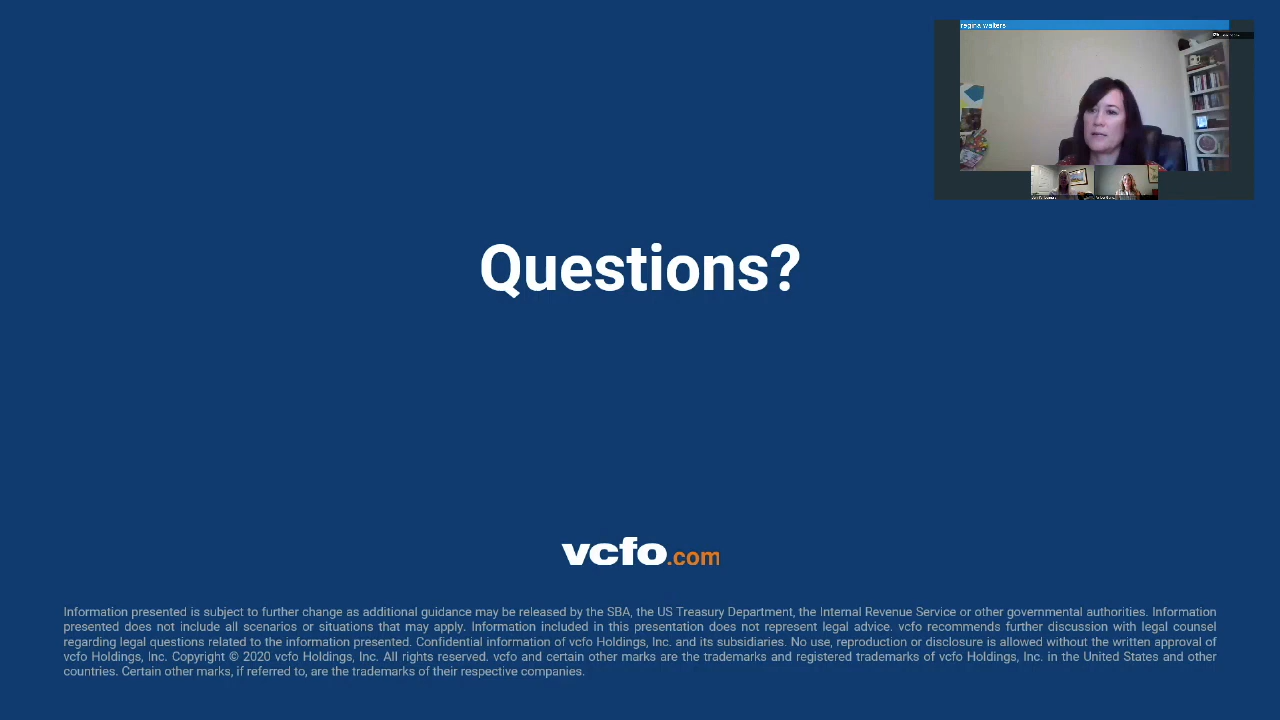 regina walters
Questions?
vcfo.com
Information presented is subject to further change as additional guidance may be released by the SBA, the US Treasury Department, the Internal Revenue Service or other governmental authorities. Information
presented does not include all scenarios or situations that may apply. Information included in this presentation does not represent legal advice. vcfo recommends further discussion with legal counsel
regarding legal questions related to the information presented. Confidential information of vcfo Holdings, Inc. and its subsidiaries. No use, reproduction or disclosure is allowed without the written approval of
vcfo Holdings, Inc. Copyright © 2020 vcfo Holdings, Inc. All rights reserved. vcfo and certain other marks are the trademarks and registered trademarks of vcfo Holdings, Inc. in the United States and other
countries. Certain other marks, if referred to, are the trademarks of their respective companies.